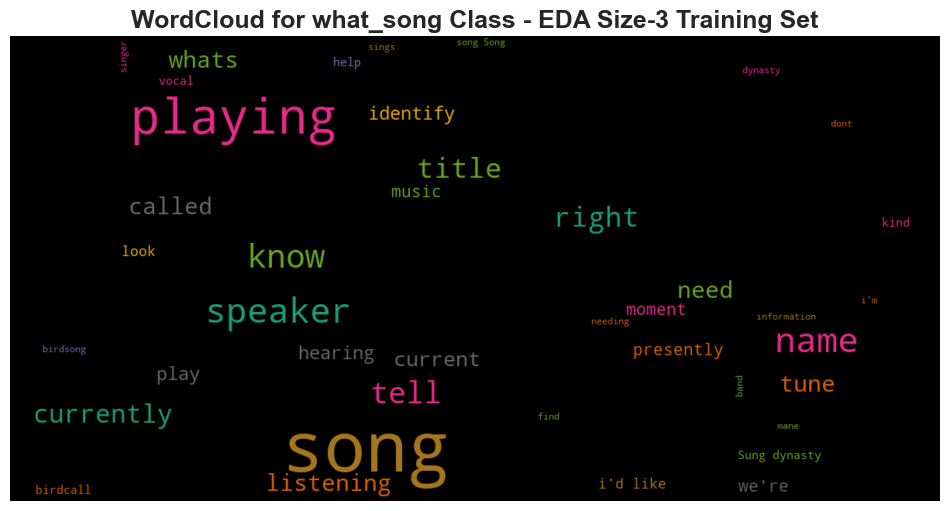 WordCloud for what_song Class - EDA Size-3 Training Set
singer
sings
song Song
whats
help
vocal
dynasty
playing
identify
dont
title
music
called
right
kind
look
know
need
i'm
speaker
moment
information
needing
name
birdsong
hearing
current
presently
play
tell
band
tune
currently
find
mane
song
Sung dynasty
listening
i'd like
we're
birdcall